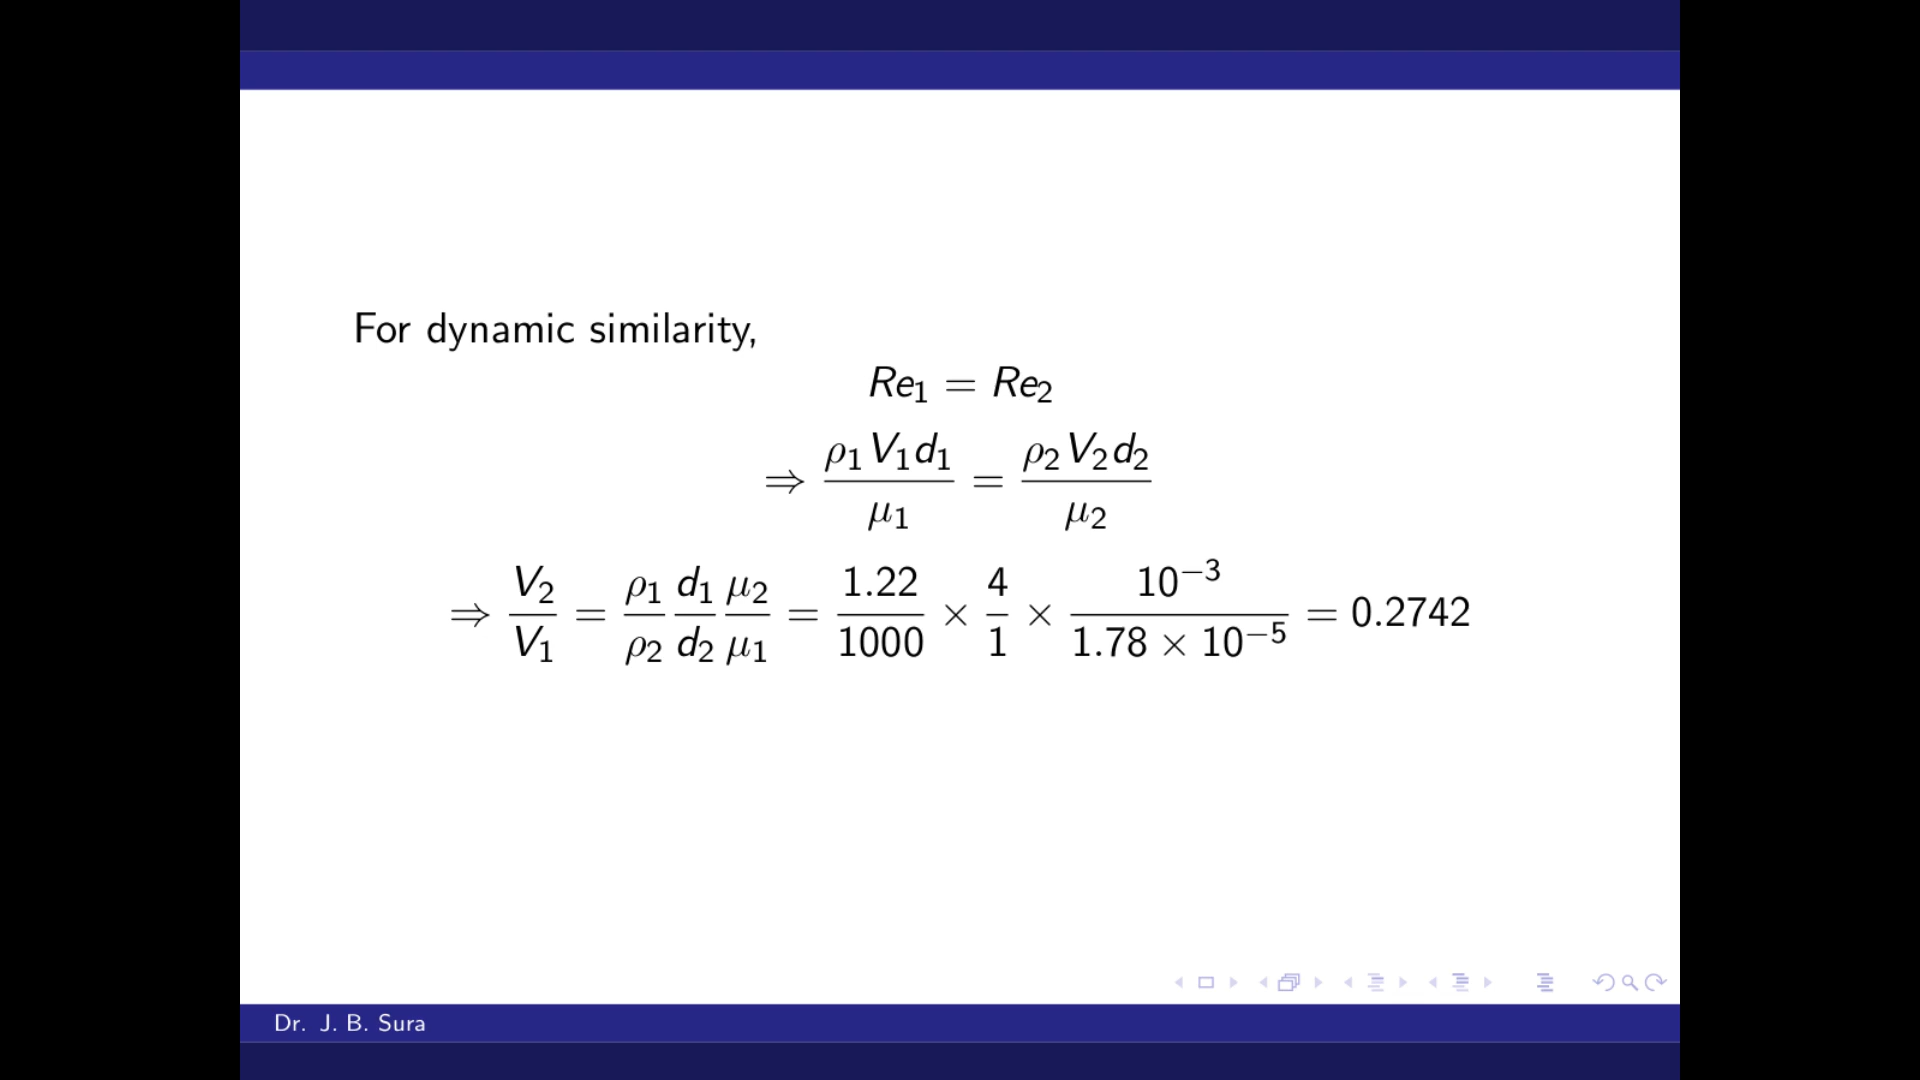 For dynamic similarity,
Re₁ = Re₂
⇒ ρ₁V₁d₁/μ₁ = ρ₂V₂d₂/μ₂
⇒ V₂/V₁ = ρ₁/ρ₂ d₁/d₂ μ₂/μ₁ = 1.22/1000 × 4/1 × 10⁻³/1.78 × 10⁻⁵ = 0.2742
Dr. J. B. Sura